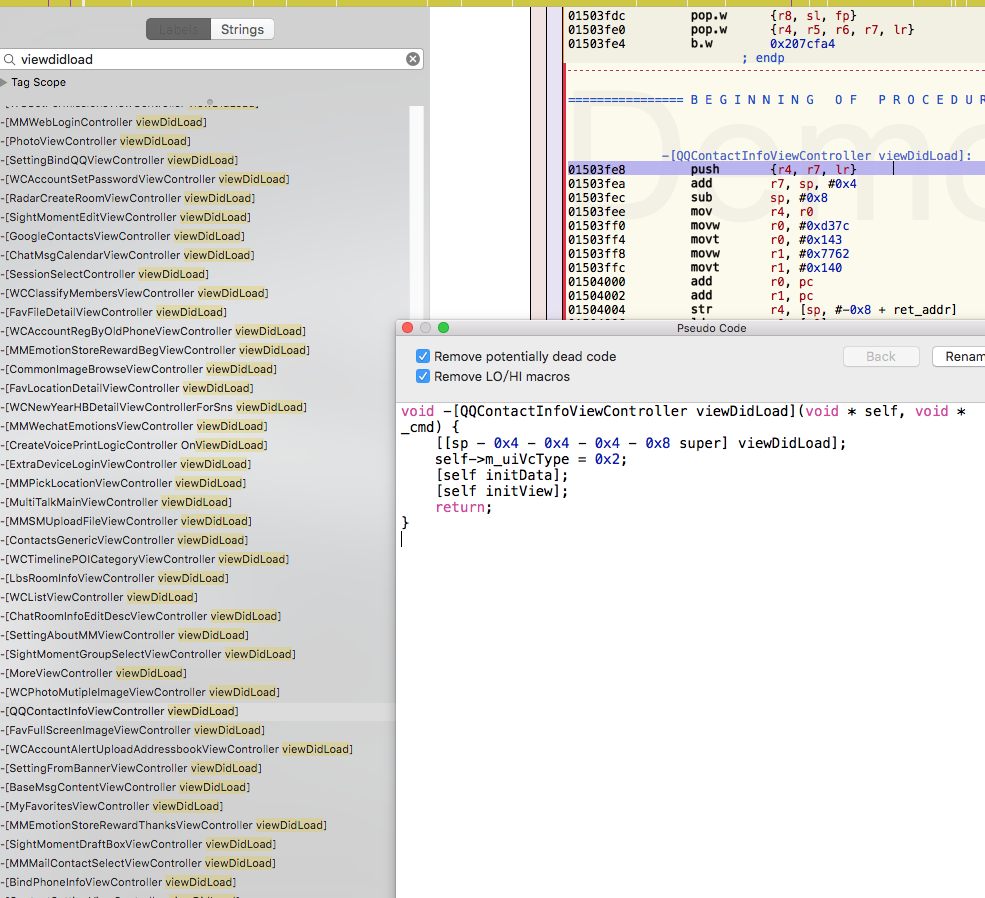 Labels Strings
viewdidload
Tag Scope
-[MMWebLoginController viewDidLoad]
-[PhotoViewController viewDidLoad]
-[SettingBindQQViewController viewDidLoad]
-[WCAccountSetPasswordViewController viewDidLoad]
-[RadarCreateRoomViewController viewDidLoad]
-[SightMomentEditViewController viewDidLoad]
-[GoogleContactsViewController viewDidLoad]
-[ChatMsgCalendarViewController viewDidLoad]
-[SessionSelectController viewDidLoad]
-[WCClassifyMembersViewController viewDidLoad]
-[FavFileDetailViewController viewDidLoad]
-[WCAccountRegByOldPhoneViewController viewDidLoad]
-[MMEmotionStoreRewardBegViewController viewDidLoad]
-[CommonImageBrowseViewController viewDidLoad]
-[FavLocationDetailViewController viewDidLoad]
-[WCNewYearHBDetailViewControllerForSns viewDidLoad]
-[MMWechatEmotionsViewController viewDidLoad]
-[CreateVoicePrintLogicController OnViewDidLoad]
-[ExtraDeviceLoginViewController viewDidLoad]
-[MMPickLocationViewController viewDidLoad]
-[MultiTalkMainViewController viewDidLoad]
-[MMSMUploadFileViewController viewDidLoad]
-[ContactsGenericViewController viewDidLoad]
-[WCTimelinePOICategoryViewController viewDidLoad]
-[LbsRoomInfoViewController viewDidLoad]
-[WCListViewController viewDidLoad]
-[ChatRoomInfoEditDescViewController viewDidLoad]
-[SettingAboutMMViewController viewDidLoad]
-[SightMomentGroupSelectViewController viewDidLoad]
-[MoreViewController viewDidLoad]
-[WCPhotoMutipleImageViewController viewDidLoad]
-[QQContactInfoViewController viewDidLoad]
-[FavFullScreenImageViewController viewDidLoad]
-[WCAccountAlertUploadAddressbookViewController viewDidLoad]
-[SettingFromBannerViewController viewDidLoad]
-[BaseMsgContentViewController viewDidLoad]
-[MyFavoritesViewController viewDidLoad]
-[MMEmotionStoreRewardThanksViewController viewDidLoad]
-[SightMomentDraftBoxViewController viewDidLoad]
-[MMMailContactSelectViewController viewDidLoad]
-[BindPhoneInfoViewController viewDidLoad]
01503fdc pop.w {r8, sl, fp}
01503fe0 pop.w {r4, r5, r6, r7, lr}
01503fe4 b.w 0x207cfa4
; endp
================ B E G I N N I N G O F P R O C E D U R
-[QQContactInfoViewController viewDidLoad]:
01503fe8 push {r4, r7, lr}
01503fea add r7, sp, #0x4
01503fec sub sp, #0x8
01503fee mov r4, r0
01503ff0 movw r0, #0xd37c
01503ff4 movt r0, #0x143
01503ff8 movw r1, #0x7762
01503ffc movt r1, #0x140
01504000 add r0, pc
01504002 add r1, pc
01504004 str r4, [sp, #-0x8 + ret_addr]
Demo
Pseudo Code
Remove potentially dead code
Remove LO/HI macros
Back Renam
void -[QQContactInfoViewController viewDidLoad](void * self, void *
_cmd) {
[[sp - 0x4 - 0x4 - 0x4 - 0x8 super] viewDidLoad];
self->m_uiVcType = 0x2;
[self initData];
[self initView];
return;
}